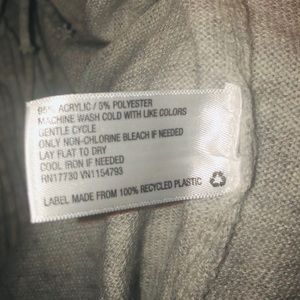 95% ACRYLIC / 5% POLYESTER
MACHINE WASH COLD WITH LIKE COLORS
GENTLE CYCLE
ONLY NON-CHLORINE BLEACH IF NEEDED
LAY FLAT TO DRY
COOL IRON IF NEEDED
RN17730 VN1154793
LABEL MADE FROM 100% RECYCLED PLASTIC